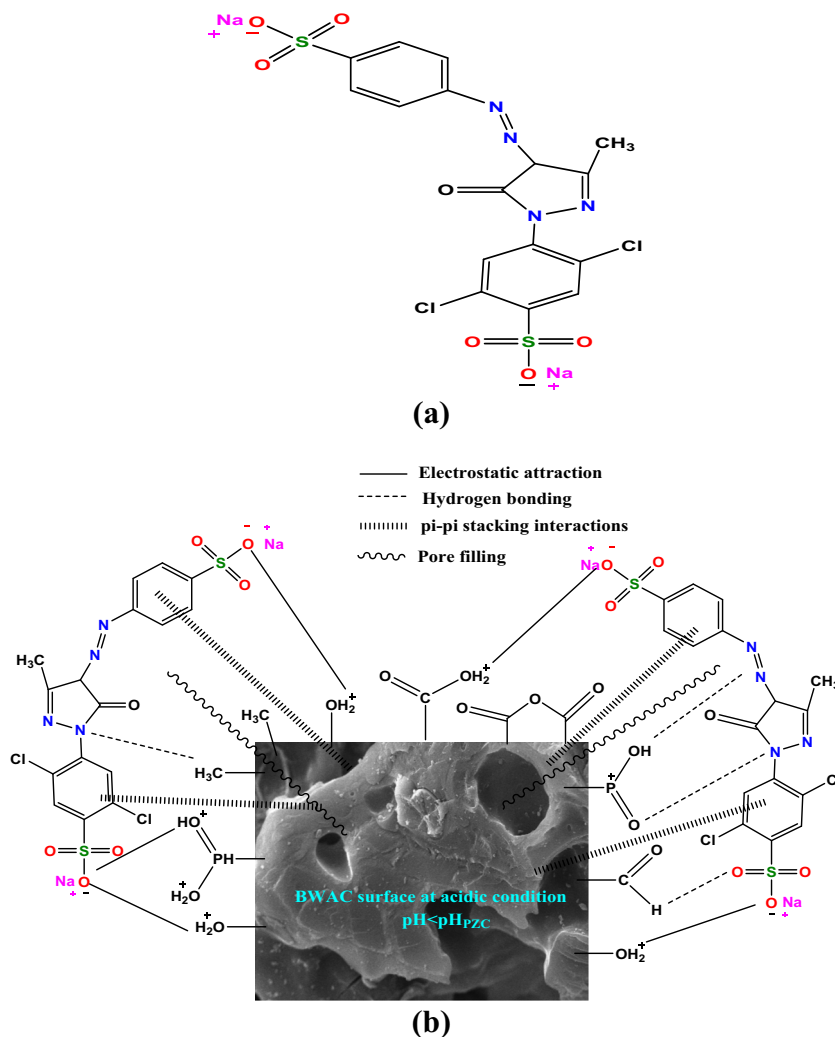 Na
+
−
O
O
S
O
N
N
CH3
O
N
N
Cl
Cl
O
S
O
O
−
Na
+
(a)
Electrostatic attraction
Hydrogen bonding
pi-pi stacking interactions
Pore filling
O
S
O
−
+
Na
O
N
N
H3C
O
N
N
Cl
Cl
O
S
O
Na
O
+
−
H3C
H3C
OH2
+
O
C
OH2
+
O
O
O
+
−
Na
O
S
O
O
N
N
CH3
O
N
N
Cl
Cl
O
S
O
O
Na
−
+
OH
+
P
O
HO
+
PH
H2O
+
H2O
+
O
C
H
OH2
+
BWAC surface at acidic condition
pH<pHPZC
(b)